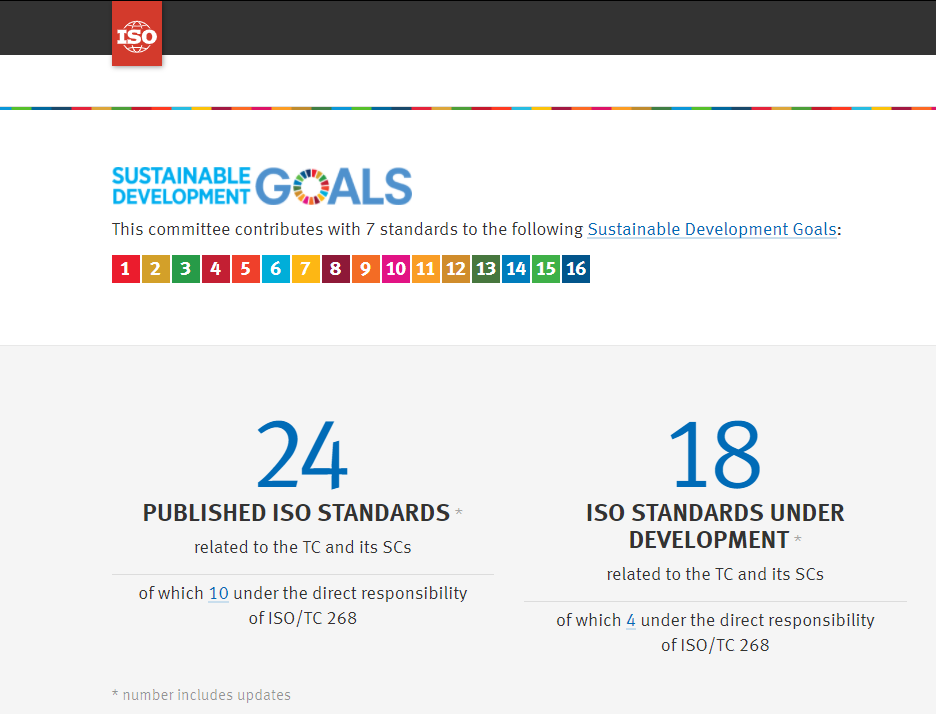 ISO
SUSTAINABLE
DEVELOPMENT GOALS
This committee contributes with 7 standards to the following Sustainable Development Goals:
1 2 3 4 5 6 7 8 9 10 11 12 13 14 15 16
24
PUBLISHED ISO STANDARDS *
related to the TC and its SCs
of which 10 under the direct responsibility
of ISO/TC 268
18
ISO STANDARDS UNDER
DEVELOPMENT *
related to the TC and its SCs
of which 4 under the direct responsibility
of ISO/TC 268
* number includes updates